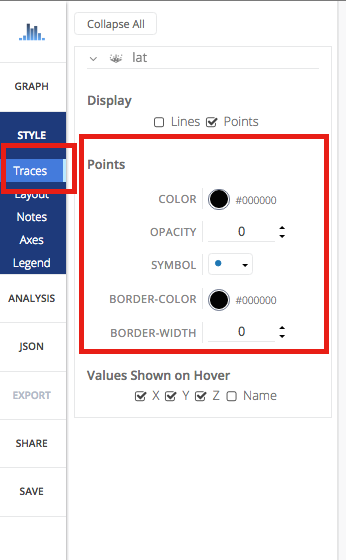 Collapse All
lat
GRAPH
Display
Lines Points
STYLE
Points
Traces
Layout
COLOR #000000
Notes
OPACITY 0
Axes
Legend
SYMBOL
ANALYSIS
BORDER-COLOR #000000
BORDER-WIDTH 0
JSON
Values Shown on Hover
EXPORT
X Y Z Name
SHARE
SAVE